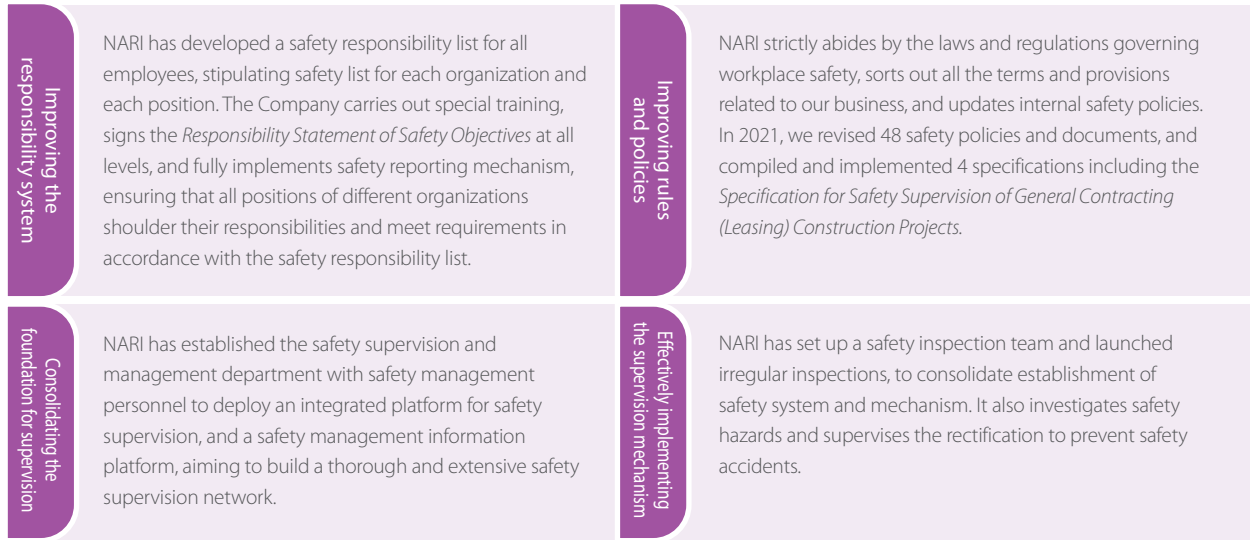 Improving the
responsibility system
NARI has developed a safety responsibility list for all
employees, stipulating safety list for each organization and
each position. The Company carries out special training,
signs the Responsibility Statement of Safety Objectives at all
levels, and fully implements safety reporting mechanism,
ensuring that all positions of different organizations
shoulder their responsibilities and meet requirements in
accordance with the safety responsibility list.
Improving rules
and policies
NARI strictly abides by the laws and regulations governing
workplace safety, sorts out all the terms and provisions
related to our business, and updates internal safety policies.
In 2021, we revised 48 safety policies and documents, and
compiled and implemented 4 specifications including the
Specification for Safety Supervision of General Contracting
(Leasing) Construction Projects.
Consolidating the
foundation for supervision
NARI has established the safety supervision and
management department with safety management
personnel to deploy an integrated platform for safety
supervision, and a safety management information
platform, aiming to build a thorough and extensive safety
supervision network.
Effectively implementing
the supervision mechanism
NARI has set up a safety inspection team and launched
irregular inspections, to consolidate establishment of
safety system and mechanism. It also investigates safety
hazards and supervises the rectification to prevent safety
accidents.